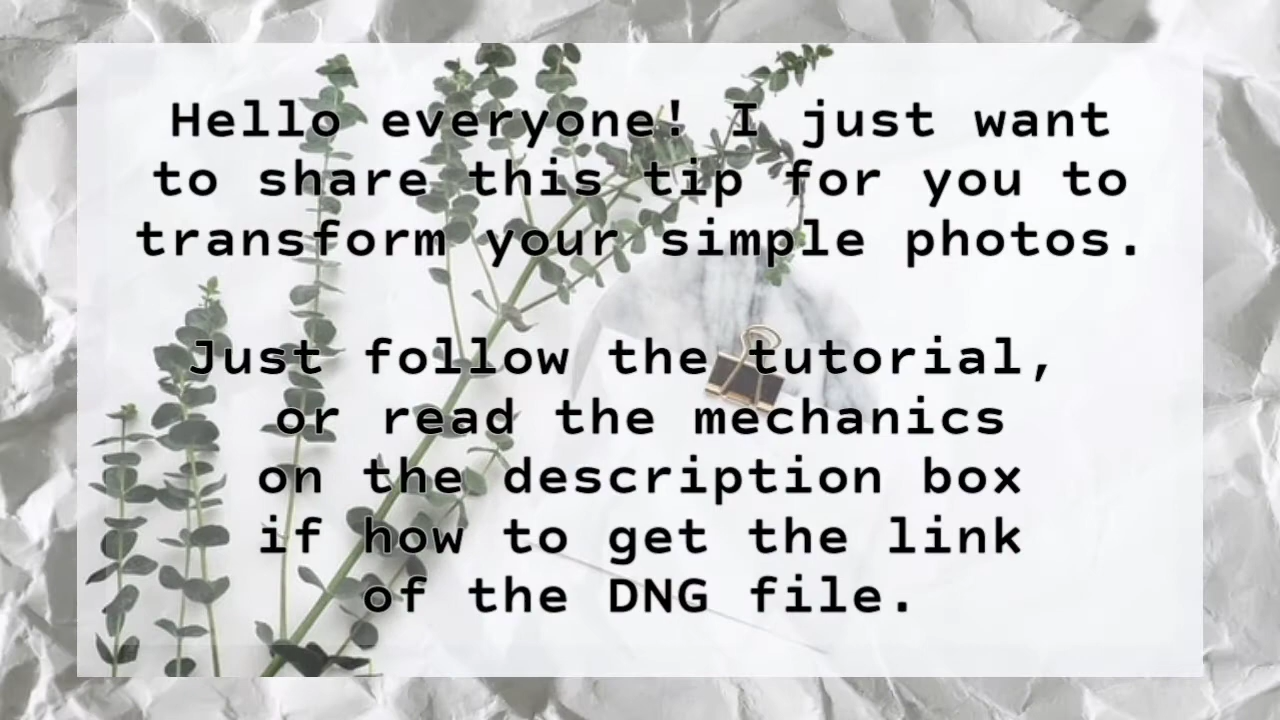 Hello everyone! I just want
to share this tip for you to
transform your simple photos.
Just follow the tutorial,
or read the mechanics
on the description box
if how to get the link
of the DNG file.